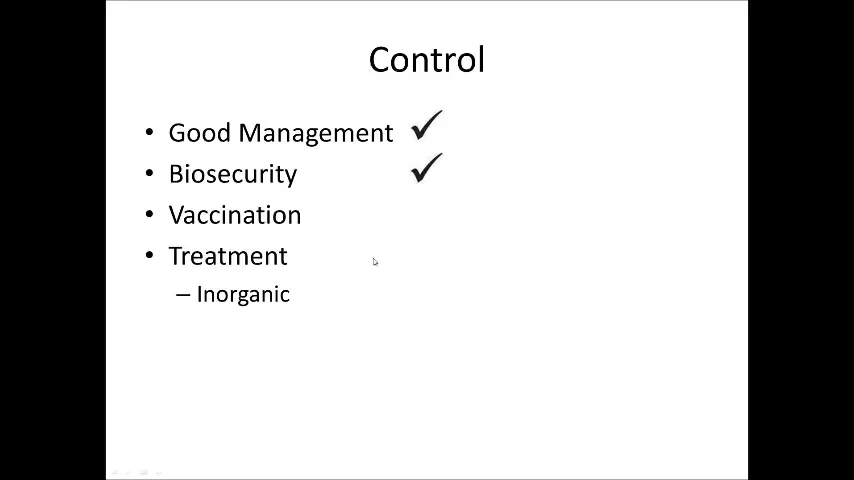 Control
• Good Management ✓
• Biosecurity ✓
• Vaccination
• Treatment
– Inorganic